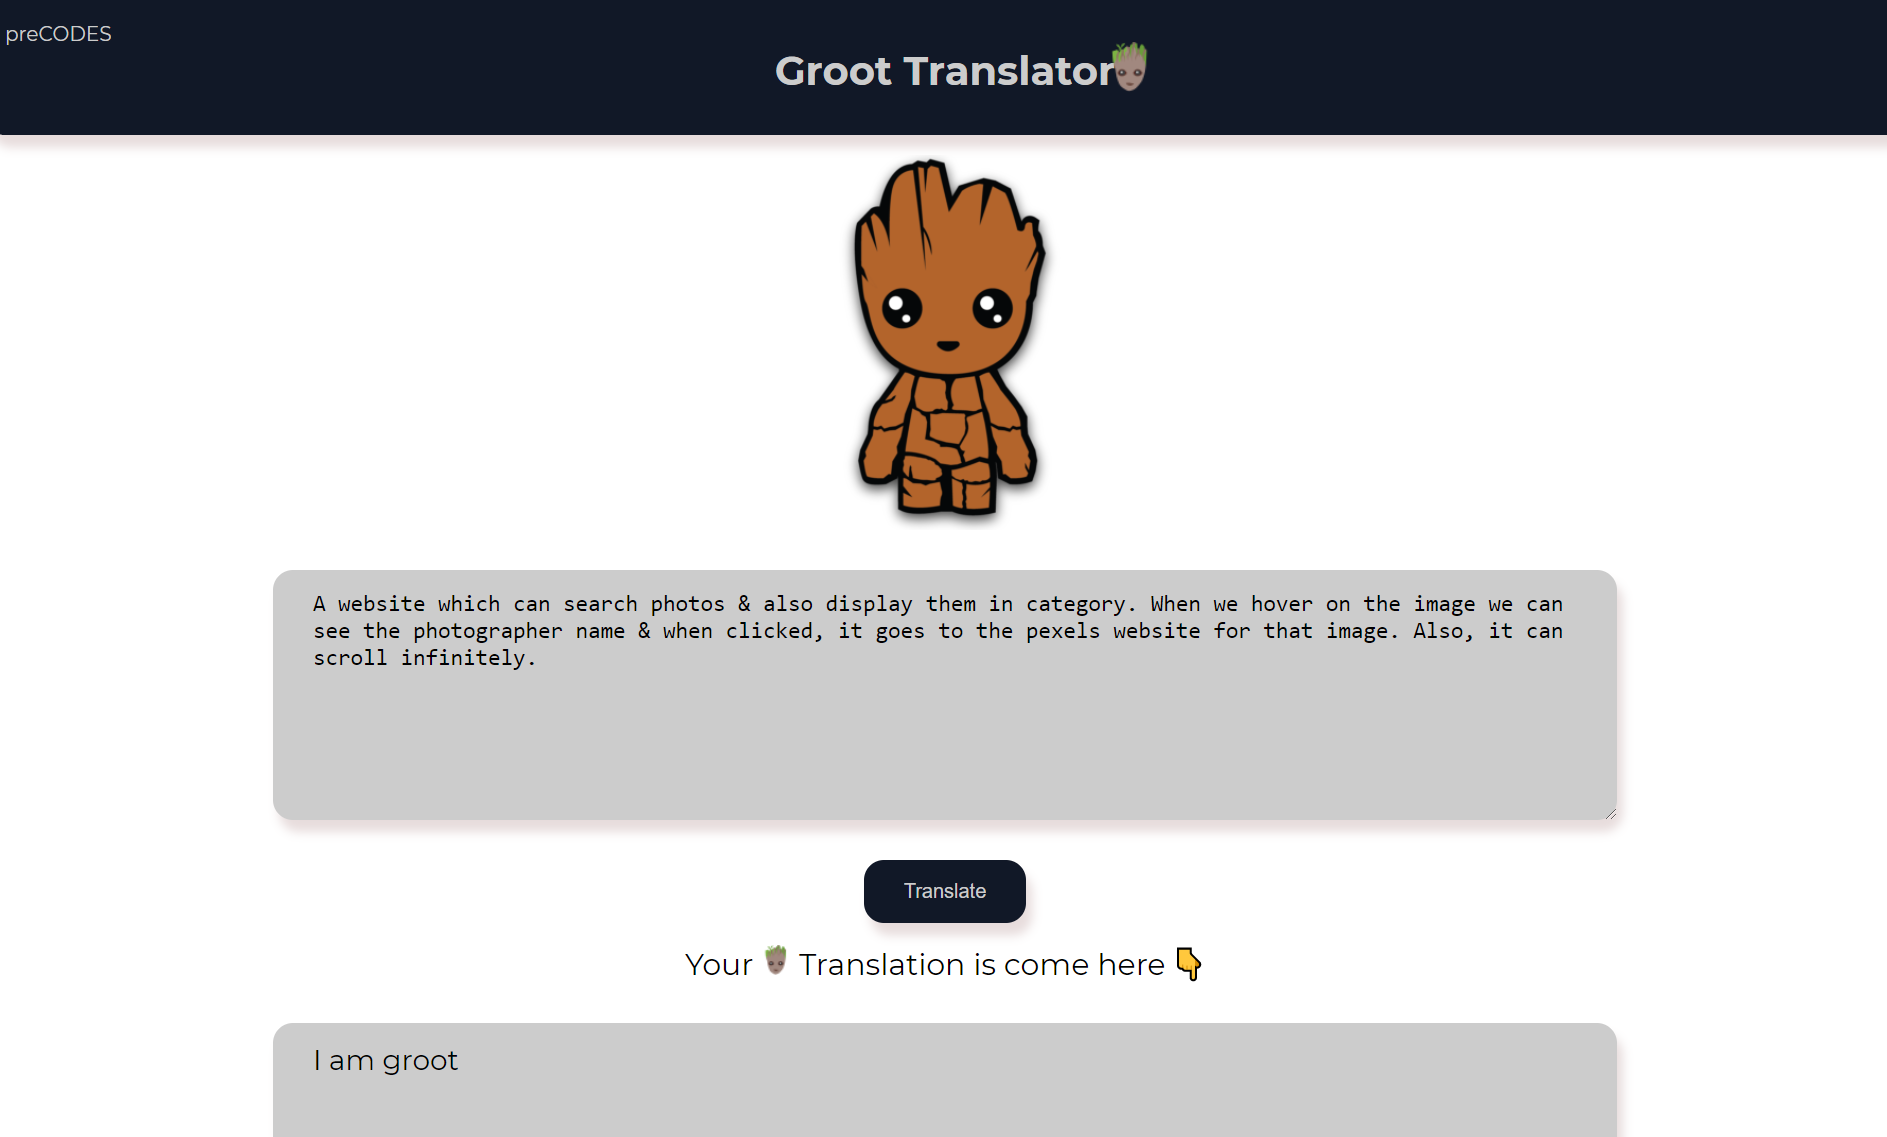 preCODES
Groot Translator
A website which can search photos & also display them in category. When we hover on the image we can
see the photographer name & when clicked, it goes to the pexels website for that image. Also, it can
scroll infinitely.
Translate
Your Translation is come here 👇
I am groot